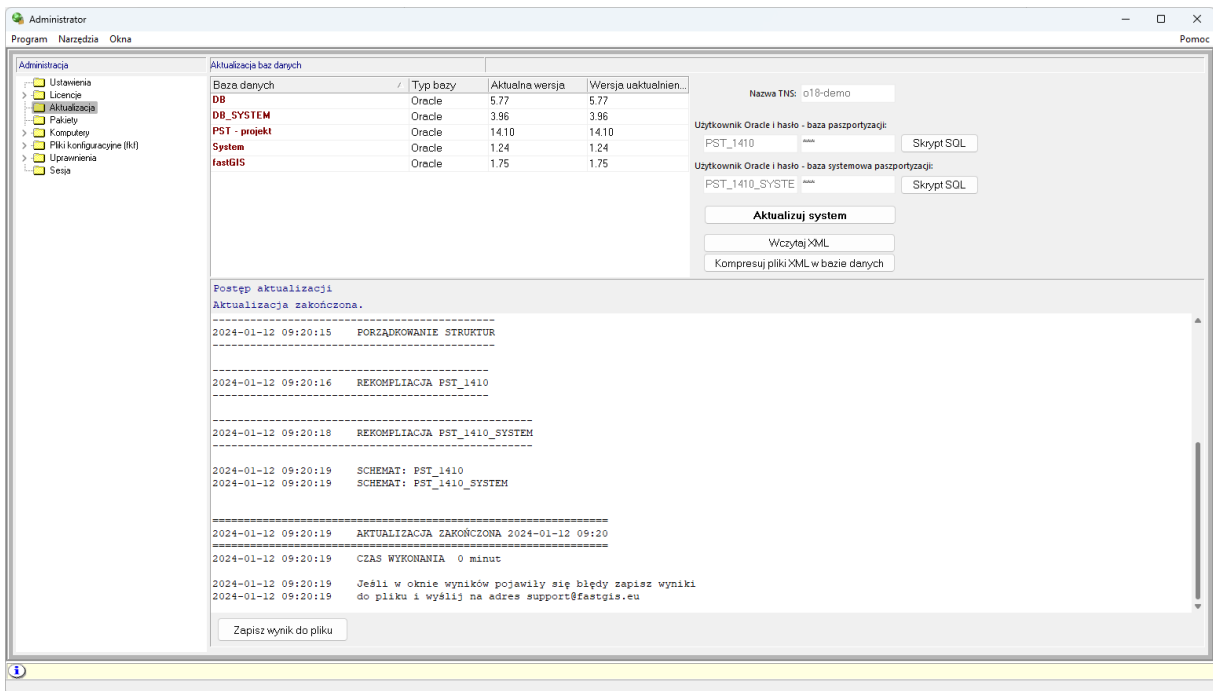 Administrator
Program Narzędzia Okna Pomoc
Administracja
Ustawienia
Licencje
Aktualizacja
Pakiety
Komputery
Pliki konfiguracyjne (fkf)
Uprawnienia
Sesja
Aktualizacja baz danych
Baza danych Typ bazy Aktualna wersja Wersja uaktualnien...
DB Oracle 5.77 5.77
DB_SYSTEM Oracle 3.96 3.96
PST - projekt Oracle 14.10 14.10
System Oracle 1.24 1.24
fastGIS Oracle 1.75 1.75
Nazwa TNS: o18-demo
Użytkownik Oracle i hasło - baza paszportyzacji:
PST_1410 **** Skrypt SQL
Użytkownik Oracle i hasło - baza systemowa paszportyzacji:
PST_1410_SYSTE **** Skrypt SQL
Aktualizuj system
Wczytaj XML
Kompresuj pliki XML w bazie danych
Postęp aktualizacji
Aktualizacja zakończona.
---------------------------------------------
2024-01-12 09:20:15 PORZĄDKOWANIE STRUKTUR
---------------------------------------------
--------------------------------------------
2024-01-12 09:20:16 REKOMPLIACJA PST_1410
--------------------------------------------
---------------------------------------------------
2024-01-12 09:20:18 REKOMPLIACJA PST_1410_SYSTEM
---------------------------------------------------
2024-01-12 09:20:19 SCHEMAT: PST_1410
2024-01-12 09:20:19 SCHEMAT: PST_1410_SYSTEM
===============================================================
2024-01-12 09:20:19 AKTUALIZACJA ZAKOŃCZONA 2024-01-12 09:20
===============================================================
2024-01-12 09:20:19 CZAS WYKONANIA 0 minut
2024-01-12 09:20:19 Jeśli w oknie wyników pojawiły się błędy zapisz wyniki
2024-01-12 09:20:19 do pliku i wyślij na adres support@fastgis.eu
Zapisz wynik do pliku